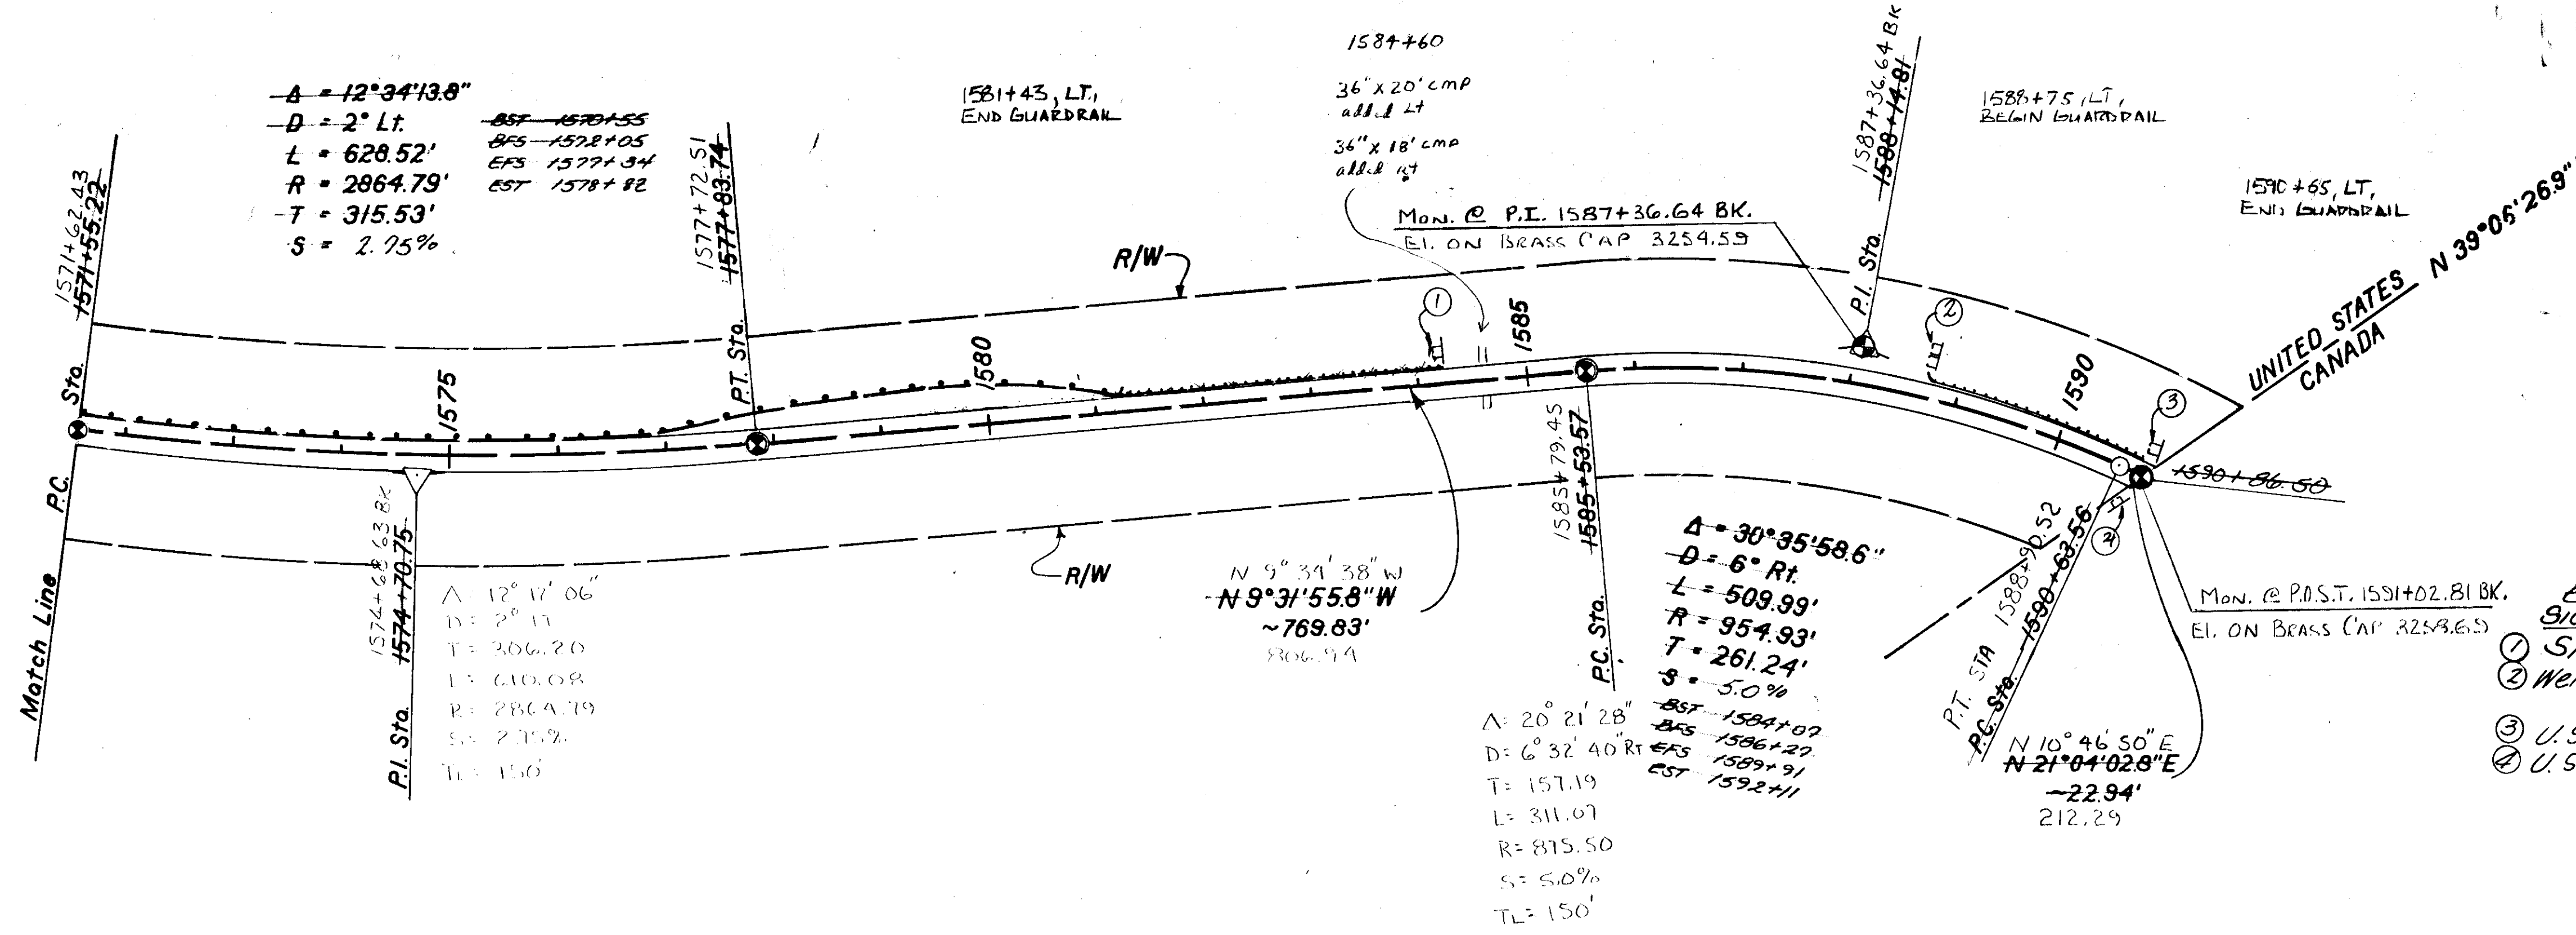 Δ = 12°34'13.8"
D = 2° Lt.
L = 628.52'
R = 2864.79'
T = 315.53'
S = 2.75%
BST 1570+55
BFS 1572+05
EFS 1577+34
EST 1578+82
1571+62.43
1571+55.22
Sta.
P.C.
Match Line
1577+72.51
1577+83.74
P.T. Sta.
1581+43, LT,
END GUARDRAIL
1584+60
36" x 20' CMP
added Lt
36" x 18' CMP
added rt
Mon. @ P.I. 1587+36.64 BK.
El. ON BRASS CAP 3254.59
1587+36.64 BK
1588+14.81
P.I. Sta.
1588+75, LT,
BEGIN GUARDRAIL
1590+65, LT,
END GUARDRAIL
N 39°05'26.9"
UNITED STATES
CANADA
R/W
1575
1580
1
1585
2
1590
3
4
1590+86.50
1574+68.63 BK
1574+70.75
P.I. Sta.
Δ: 12° 12' 06"
D:
T= 306.20
L= 610.08
R= 2864.79
S= 2.75%
TL= 150'
R/W
N 9° 34' 38" W
N 9°31'55.8" W
~769.83'
806.94
1585+79.45
1585+53.57
P.C. Sta.
Δ = 30°35'58.6"
D = 6° Rt.
L = 509.99'
R = 954.93'
T = 261.24'
S = 5.0%
BST 1584+07
BFS 1586+27
EFS 1589+91
EST 1592+11
Δ: 20° 21' 28"
D= 6° 32' 40" RT
T= 157.19
L= 311.07
R= 875.50
S= 5.0%
TL= 150'
P.T. STA 1588+90.52
P.C. Sta. 1590+63.56
N 10° 46' 50" E
N 21°04'02.8" E
~22.94'
212.29
Mon. @ P.O.S.T. 1591+02.81 BK.
El. ON BRASS CAP 3258.65
1
2
3 U.S
4 U.S